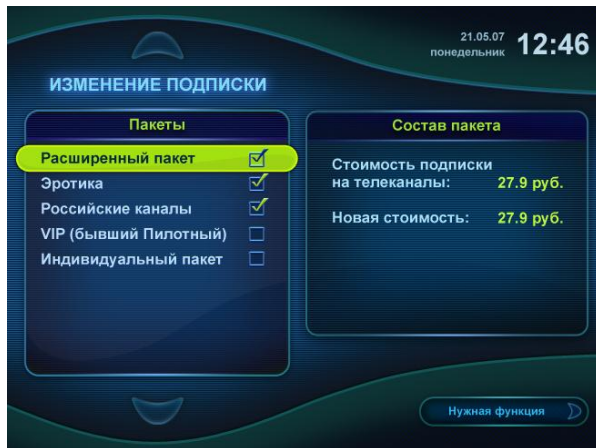 21.05.07
понедельник
12:46
ИЗМЕНЕНИЕ ПОДПИСКИ
Пакеты
Расширенный пакет
Эротика
Российские каналы
VIP (бывший Пилотный)
Индивидуальный пакет
Состав пакета
Стоимость подписки
на телеканалы: 27.9 руб.
Новая стоимость: 27.9 руб.
Нужная функция